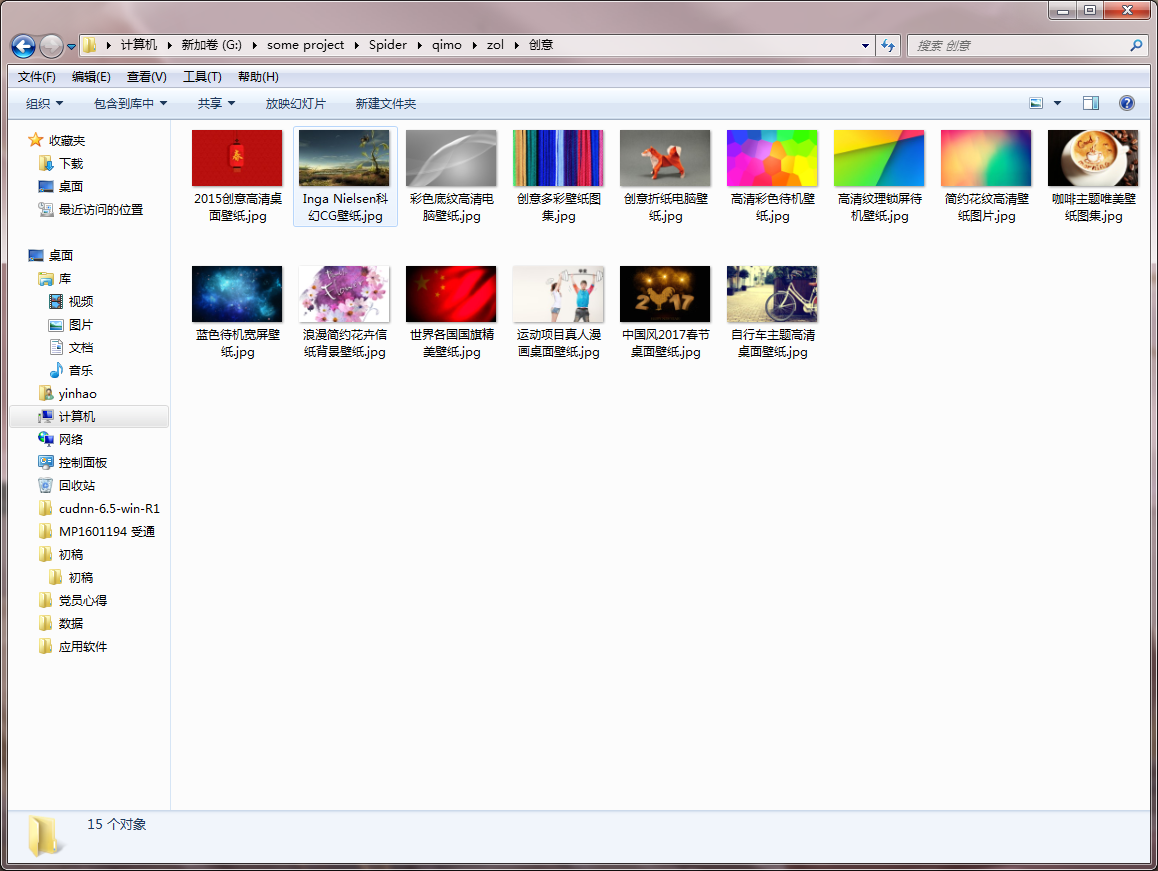 计算机 新加卷 (G:) some project Spider qimo zol 创意
搜索 创意
文件(F) 编辑(E) 查看(V) 工具(T) 帮助(H)
组织 包含到库中 共享 放映幻灯片 新建文件夹
收藏夹
下载
桌面
最近访问的位置
桌面
库
视频
图片
文档
音乐
yinhao
计算机
网络
控制面板
回收站
cudnn-6.5-win-R1
MP1601194 受通
初稿
初稿
党员心得
数据
应用软件
2015创意高清桌
面壁纸.jpg
Inga Nielsen科
幻CG壁纸.jpg
彩色底纹高清电
脑壁纸.jpg
创意多彩壁纸图
集.jpg
创意折纸电脑壁
纸.jpg
高清彩色待机壁
纸.jpg
高清纹理锁屏待
机壁纸.jpg
简约花纹高清壁
纸图片.jpg
咖啡主题唯美壁
纸图集.jpg
蓝色待机宽屏壁
纸.jpg
浪漫简约花卉信
纸背景壁纸.jpg
世界各国国旗精
美壁纸.jpg
运动项目真人漫
画桌面壁纸.jpg
2017
中国风2017春节
桌面壁纸.jpg
自行车主题高清
桌面壁纸.jpg
15 个对象